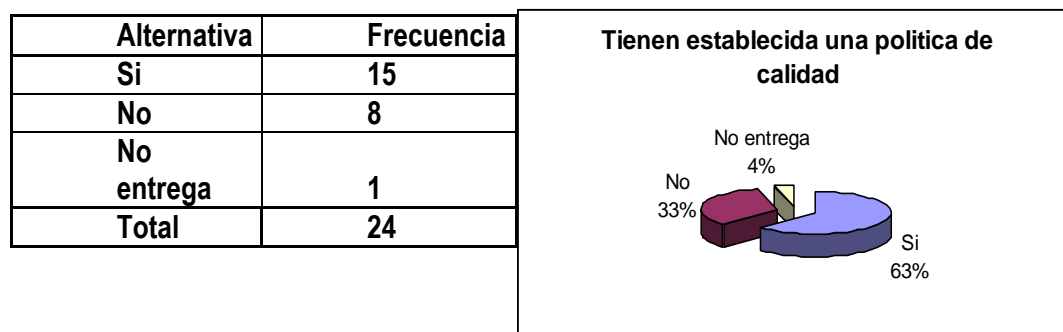 Alternativa Frecuencia
Si 15
No 8
No
entrega 1
Total 24
Tienen establecida una politica de
calidad
No entrega
4%
No
33%
Si
63%